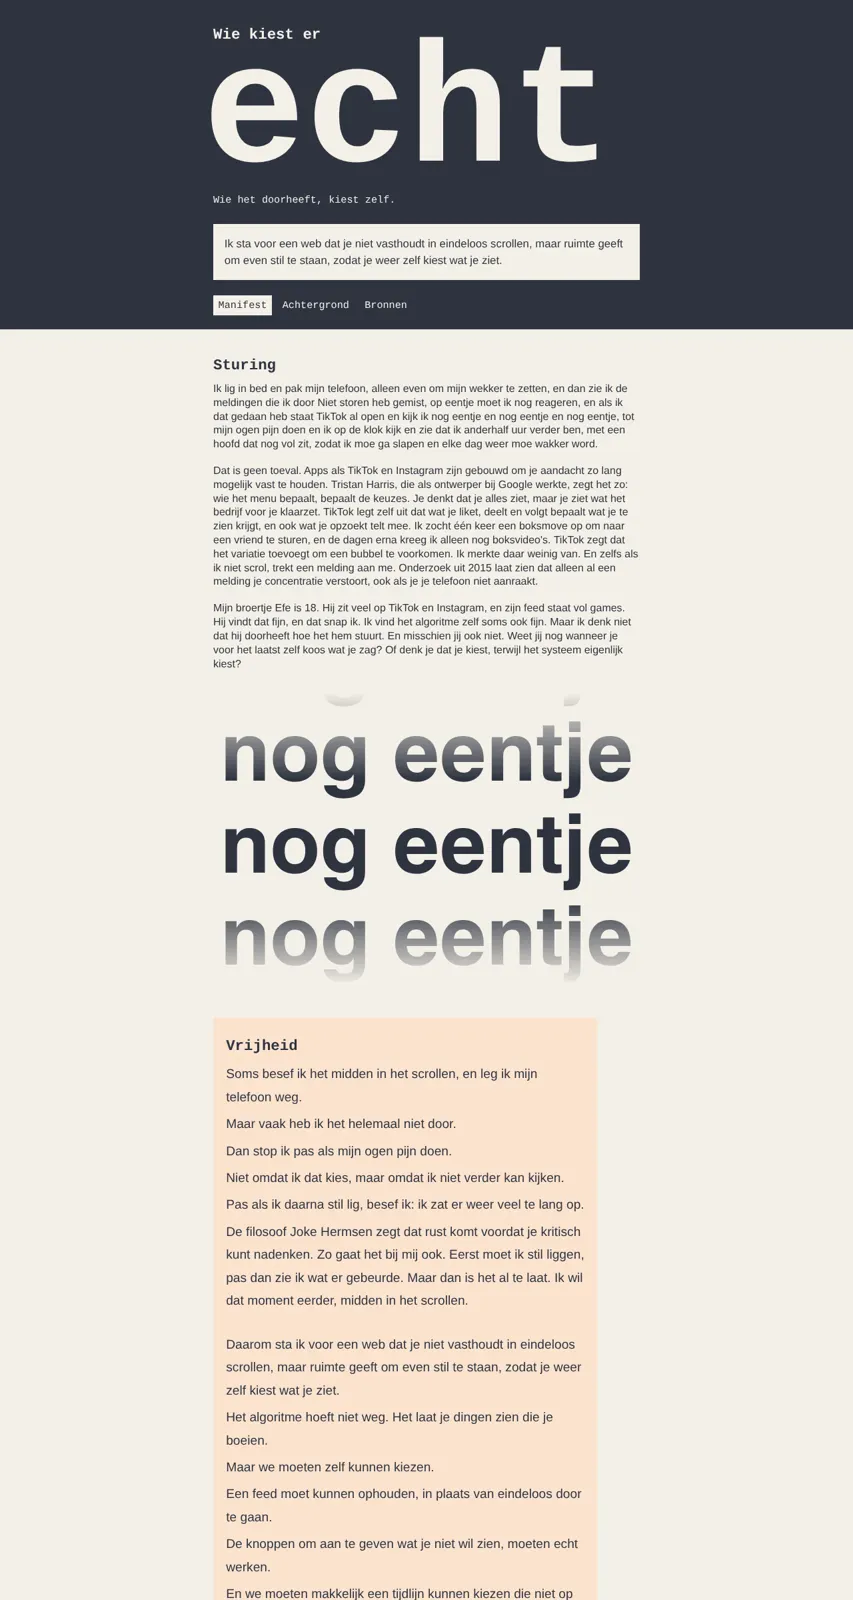 Wie kiest er
echt
Wie het doorheeft, kiest zelf.
Ik sta voor een web dat je niet vasthoudt in eindeloos scrollen, maar ruimte geeft
om even stil te staan, zodat je weer zelf kiest wat je ziet.
Manifest Achtergrond Bronnen
Sturing
Ik lig in bed en pak mijn telefoon, alleen even om mijn wekker te zetten, en dan zie ik de
meldingen die ik door Niet storen heb gemist, op eentje moet ik nog reageren, en als ik
dat gedaan heb staat TikTok al open en kijk ik nog eentje en nog eentje en nog eentje, tot
mijn ogen pijn doen en ik op de klok kijk en zie dat ik anderhalf uur verder ben, met een
hoofd dat nog vol zit, zodat ik moe ga slapen en elke dag weer moe wakker word.
Dat is geen toeval. Apps als TikTok en Instagram zijn gebouwd om je aandacht zo lang
mogelijk vast te houden. Tristan Harris, die als ontwerper bij Google werkte, zegt het zo:
wie het menu bepaalt, bepaalt de keuzes. Je denkt dat je alles ziet, maar je ziet wat het
bedrijf voor je klaarzet. TikTok legt zelf uit dat wat je liket, deelt en volgt bepaalt wat je te
zien krijgt, en ook wat je opzoekt telt mee. Ik zocht één keer een boksmove op om naar
een vriend te sturen, en de dagen erna kreeg ik alleen nog boksvideo's. TikTok zegt dat
het variatie toevoegt om een bubbel te voorkomen. Ik merkte daar weinig van. En zelfs als
ik niet scrol, trekt een melding aan me. Onderzoek uit 2015 laat zien dat alleen al een
melding je concentratie verstoort, ook als je je telefoon niet aanraakt.
Mijn broertje Efe is 18. Hij zit veel op TikTok en Instagram, en zijn feed staat vol games.
Hij vindt dat fijn, en dat snap ik. Ik vind het algoritme zelf soms ook fijn. Maar ik denk niet
dat hij doorheeft hoe het hem stuurt. En misschien jij ook niet. Weet jij nog wanneer je
voor het laatst zelf koos wat je zag? Of denk je dat je kiest, terwijl het systeem eigenlijk
kiest?
nog eentje
nog eentje
nog eentje
Vrijheid
Soms besef ik het midden in het scrollen, en leg ik mijn
telefoon weg.
Maar vaak heb ik het helemaal niet door.
Dan stop ik pas als mijn ogen pijn doen.
Niet omdat ik dat kies, maar omdat ik niet verder kan kijken.
Pas als ik daarna stil lig, besef ik: ik zat er weer veel te lang op.
De filosoof Joke Hermsen zegt dat rust komt voordat je kritisch
kunt nadenken. Zo gaat het bij mij ook. Eerst moet ik stil liggen,
pas dan zie ik wat er gebeurde. Maar dan is het al te laat. Ik wil
dat moment eerder, midden in het scrollen.
Daarom sta ik voor een web dat je niet vasthoudt in eindeloos
scrollen, maar ruimte geeft om even stil te staan, zodat je weer
zelf kiest wat je ziet.
Het algoritme hoeft niet weg. Het laat je dingen zien die je
boeien.
Maar we moeten zelf kunnen kiezen.
Een feed moet kunnen ophouden, in plaats van eindeloos door
te gaan.
De knoppen om aan te geven wat je niet wil zien, moeten echt
werken.
En we moeten makkelijk een tijdlijn kunnen kiezen die niet op